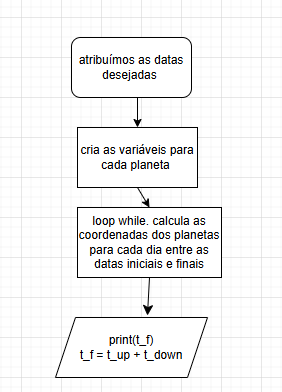 atribuímos as datas
desejadas
cria as variáveis para
cada planeta
loop while. calcula as
coordenadas dos planetas
para cada dia entre as
datas iniciais e finais
print(t_f)
t_f = t_up + t_down